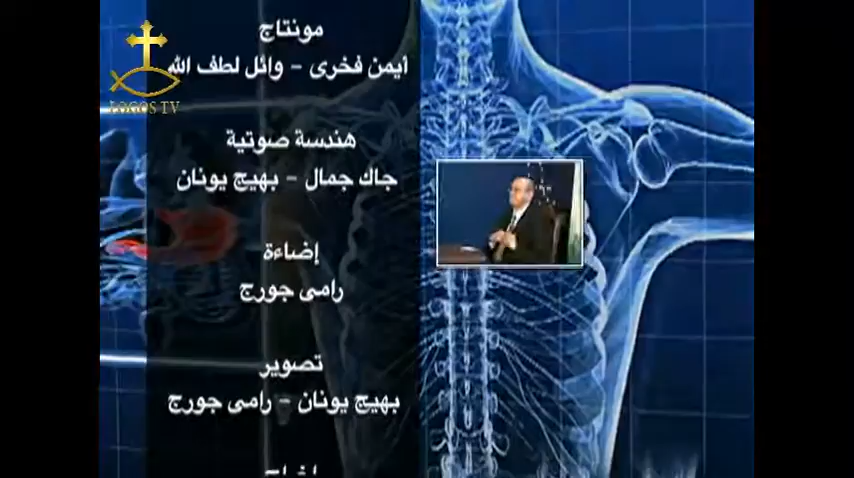 مونتاج
أيمن فخرى - وائل لطف الله
LOGOS TV
هندسة صوتية
جاك جمال - بهيج يونان
إضاءة
رامى جورج
تصوير
بهيج يونان - رامى جورج